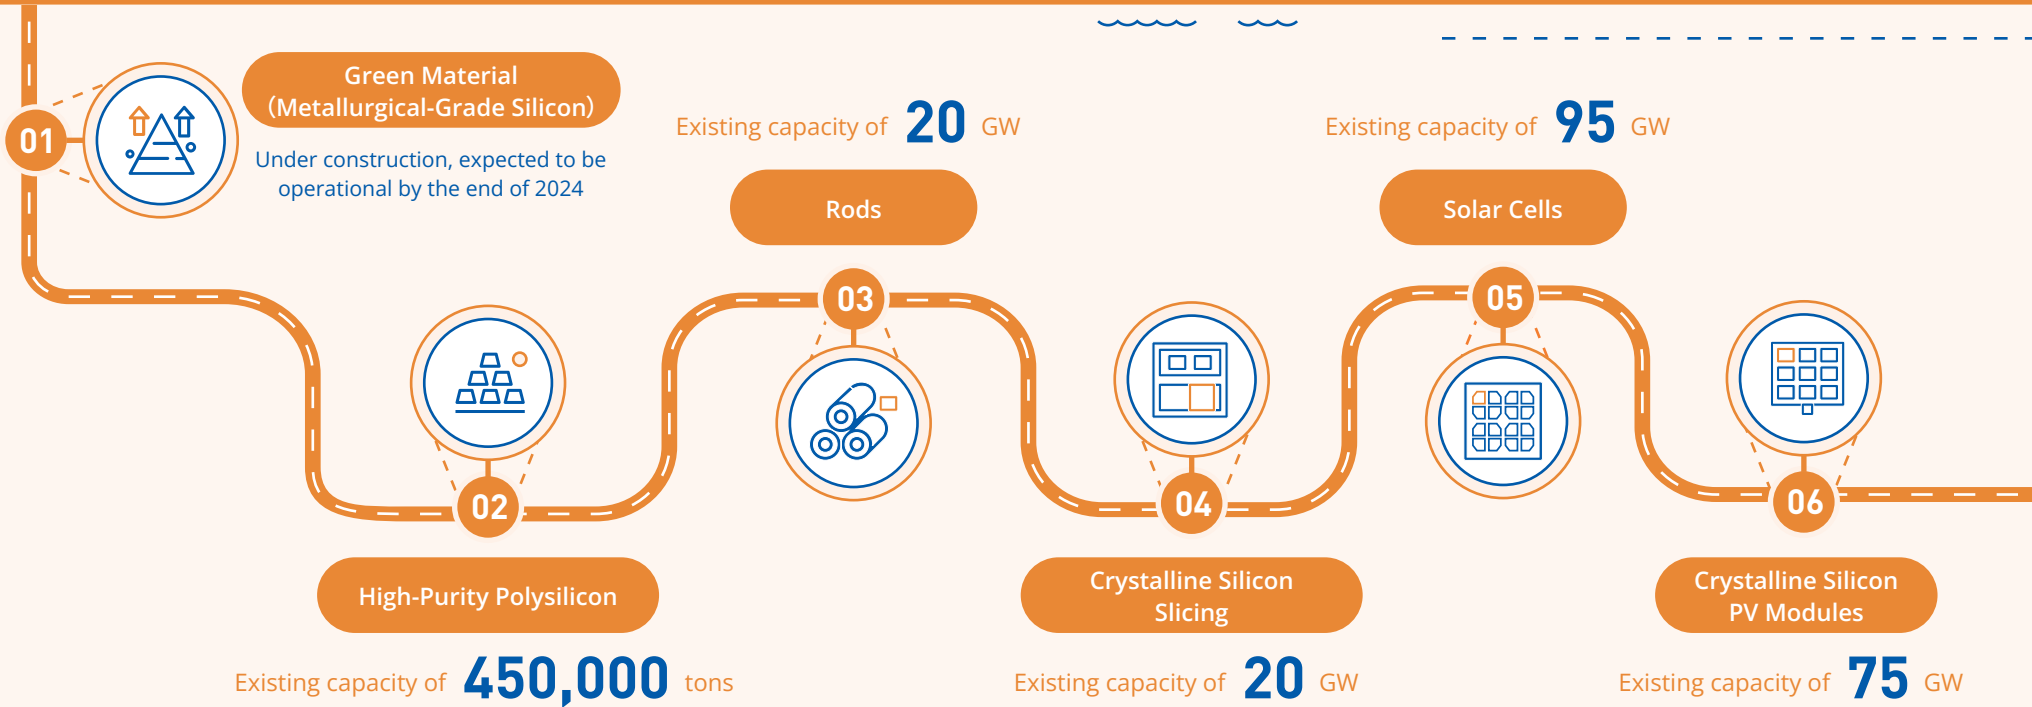 01
Green Material
(Metallurgical-Grade Silicon)
Under construction, expected to be
operational by the end of 2024
02
High-Purity Polysilicon
Existing capacity of 450,000 tons
Existing capacity of 20 GW
Rods
03
04
Crystalline Silicon
Slicing
Existing capacity of 20 GW
Existing capacity of 95 GW
Solar Cells
05
06
Crystalline Silicon
PV Modules
Existing capacity of 75 GW